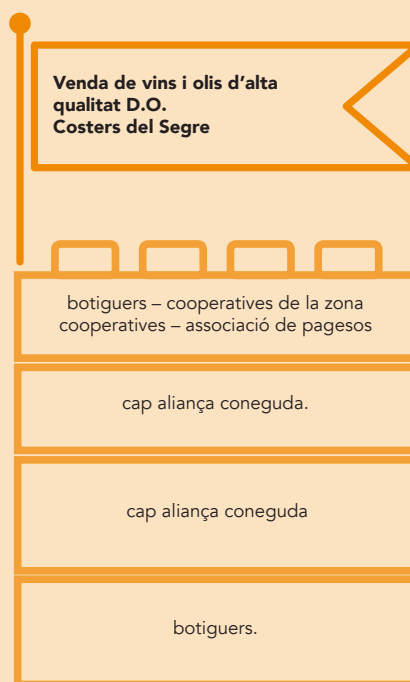 Venda de vins i olis d’alta
qualitat D.O.
Costers del Segre
botiguers – cooperatives de la zona
cooperatives – associació de pagesos
cap aliança coneguda.
cap aliança coneguda
botiguers.